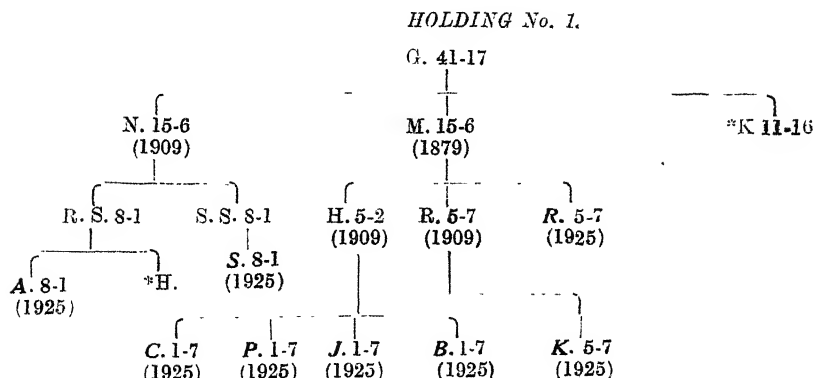 HOLDING No. 1.
G. 41-17
N. 15-6 M. 15-6 *K 11-16
(1909) (1879)
R. S. 8-1 S. S. 8-1 H. 5-2 R. 5-7 R. 5-7
(1909) (1909) (1925)
A. 8-1 *H. S. 8-1
(1925) (1925)
C. 1-7 P. 1-7 J. 1-7 B. 1-7 K. 5-7
(1925) (1925) (1925) (1925) (1925)